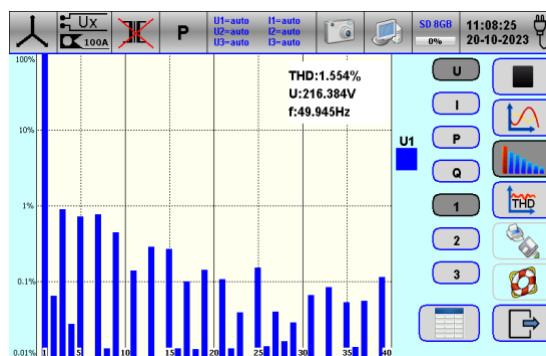 Ux
100A
P
U1=auto I1=auto
U2=auto I2=auto
U3=auto I3=auto
SD 8GB
0%
11:08:25
20-10-2023
100%
10%
1%
0.1%
0.01%
THD:1.554%
U:216.384V
f:49.945Hz
U1
1 5 10 15 20 25 30 35 40
U
I
P
Q
1
2
3
THD